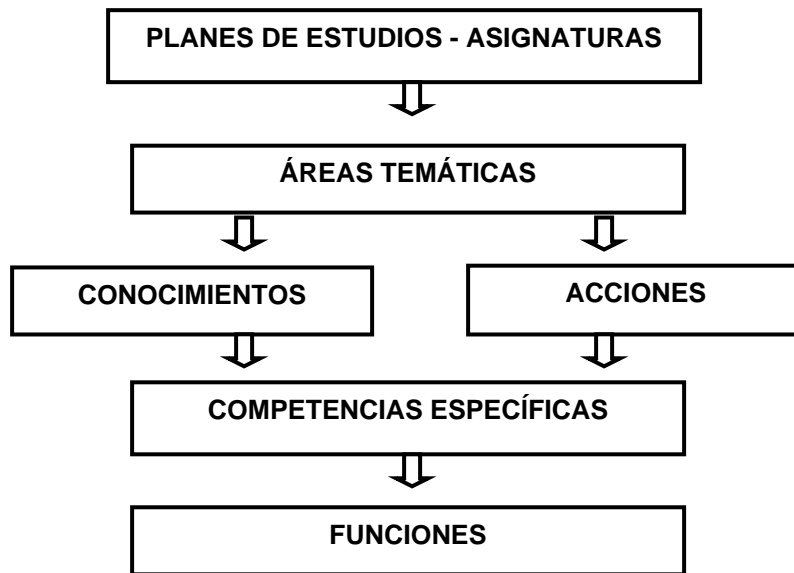 PLANES DE ESTUDIOS - ASIGNATURAS
ÁREAS TEMÁTICAS
CONOCIMIENTOS
ACCIONES
COMPETENCIAS ESPECÍFICAS
FUNCIONES